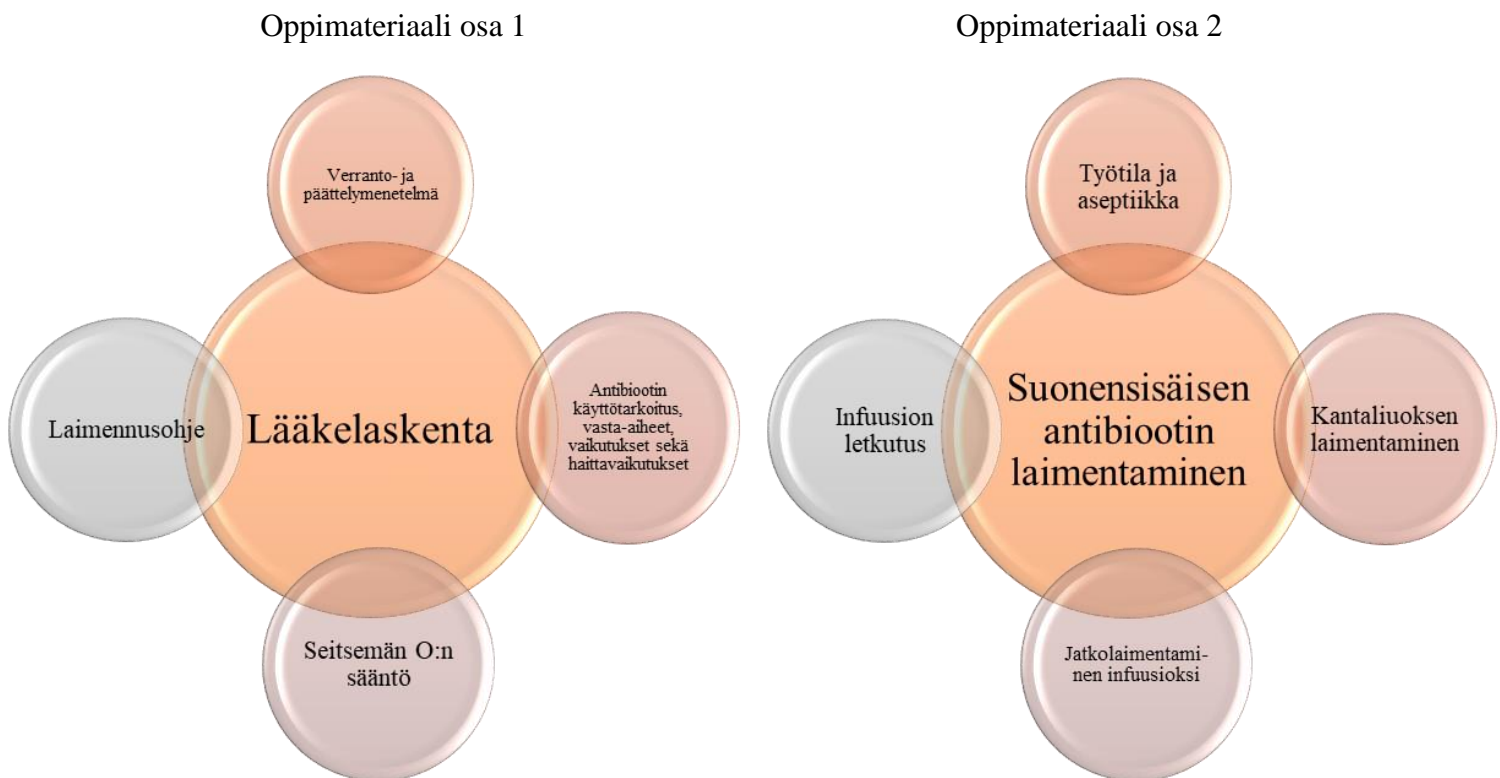 Oppimateriaali osa 1
Verranto- ja
päättelymenetelmä
Laimennusohje
Lääkelaskenta
Antibiootin
käyttötarkoitus,
vasta-aiheet,
vaikutukset sekä
haittavaikutukset
Seitsemän O:n
sääntö
Oppimateriaali osa 2
Työtila ja
aseptiikka
Infuusion
letkutus
Suonensisäisen
antibiootin
laimentaminen
Kantaliuoksen
laimentaminen
Jatkolaimentami-
nen infuusioksi